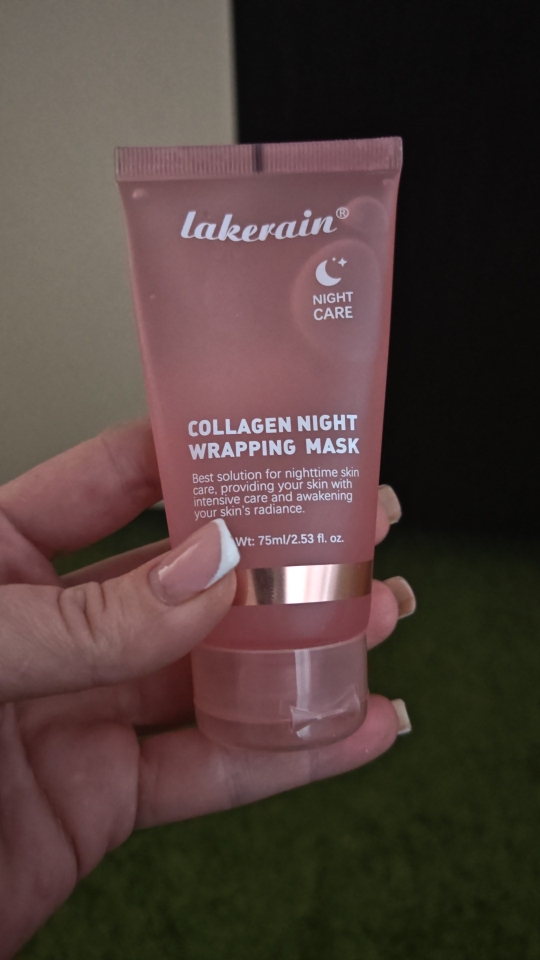 lakerain®
NIGHT
CARE
COLLAGEN NIGHT
WRAPPING MASK
Best solution for nighttime skin
care, providing your skin with
intensive care and awakening
your skin's radiance.
Wt: 75ml/2.53 fl. oz.